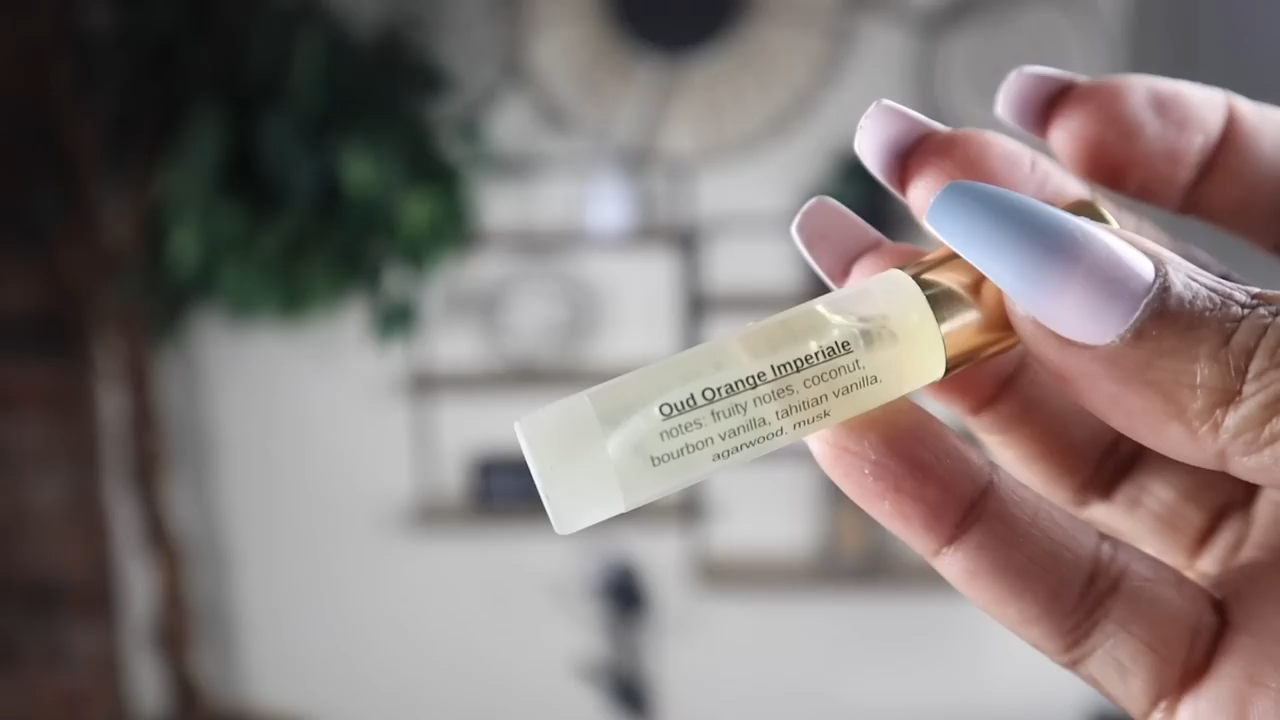 Oud Orange Imperiale
notes: fruity notes, coconut,
bourbon vanilla, tahitian vanilla,
agarwood, musk